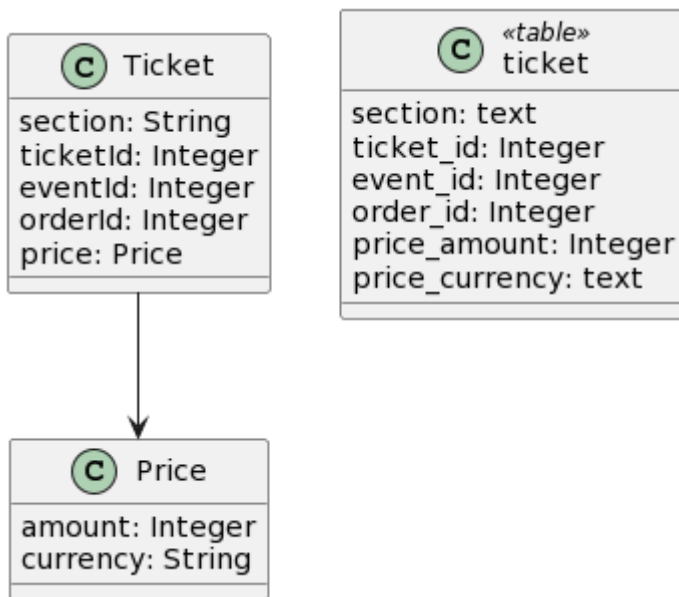 C Ticket
section: String
ticketId: Integer
eventId: Integer
orderId: Integer
price: Price
«table»
C ticket
section: text
ticket_id: Integer
event_id: Integer
order_id: Integer
price_amount: Integer
price_currency: text
C Price
amount: Integer
currency: String